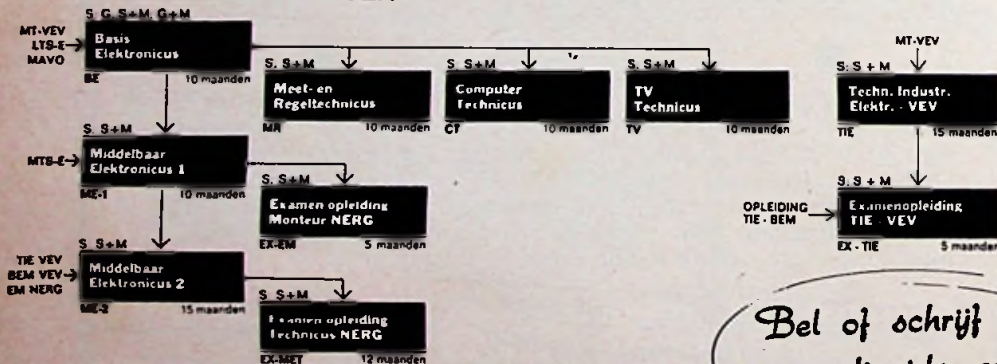 S G, S+M, G+M
MT-VEV
LTS-E
MAVO
Basis
Elektronicus
BE 10 maanden
S. S+M
Meet- en
Regeltechnicus
MR 10 maanden
S S+M
Computer
Technicus
CT 10 maanden
S. S+M
TV
Technicus
TV 10 maanden
MT-VEV
S: S + M
Techn. Industr.
Elektr. - VEV
TIE 15 maanden
S S+M
MTS-E
Middelbaar
Elektronicus 1
ME-1 10 maanden
S. S+M
Examen opleiding
Monteur NERG
EX-EM 5 maanden
S: S + M
OPLEIDING
TIE - BEM
Examenopleiding
TIE - VEV
EX - TIE 5 maanden
S S+M
TIE VEV
BEM VEV
EM NERG
Middelbaar
Elektronicus 2
ME-2 15 maanden
S S+M
Examen opleiding
Technicus NERG
EX-MET 12 maanden
Bel of schrijf